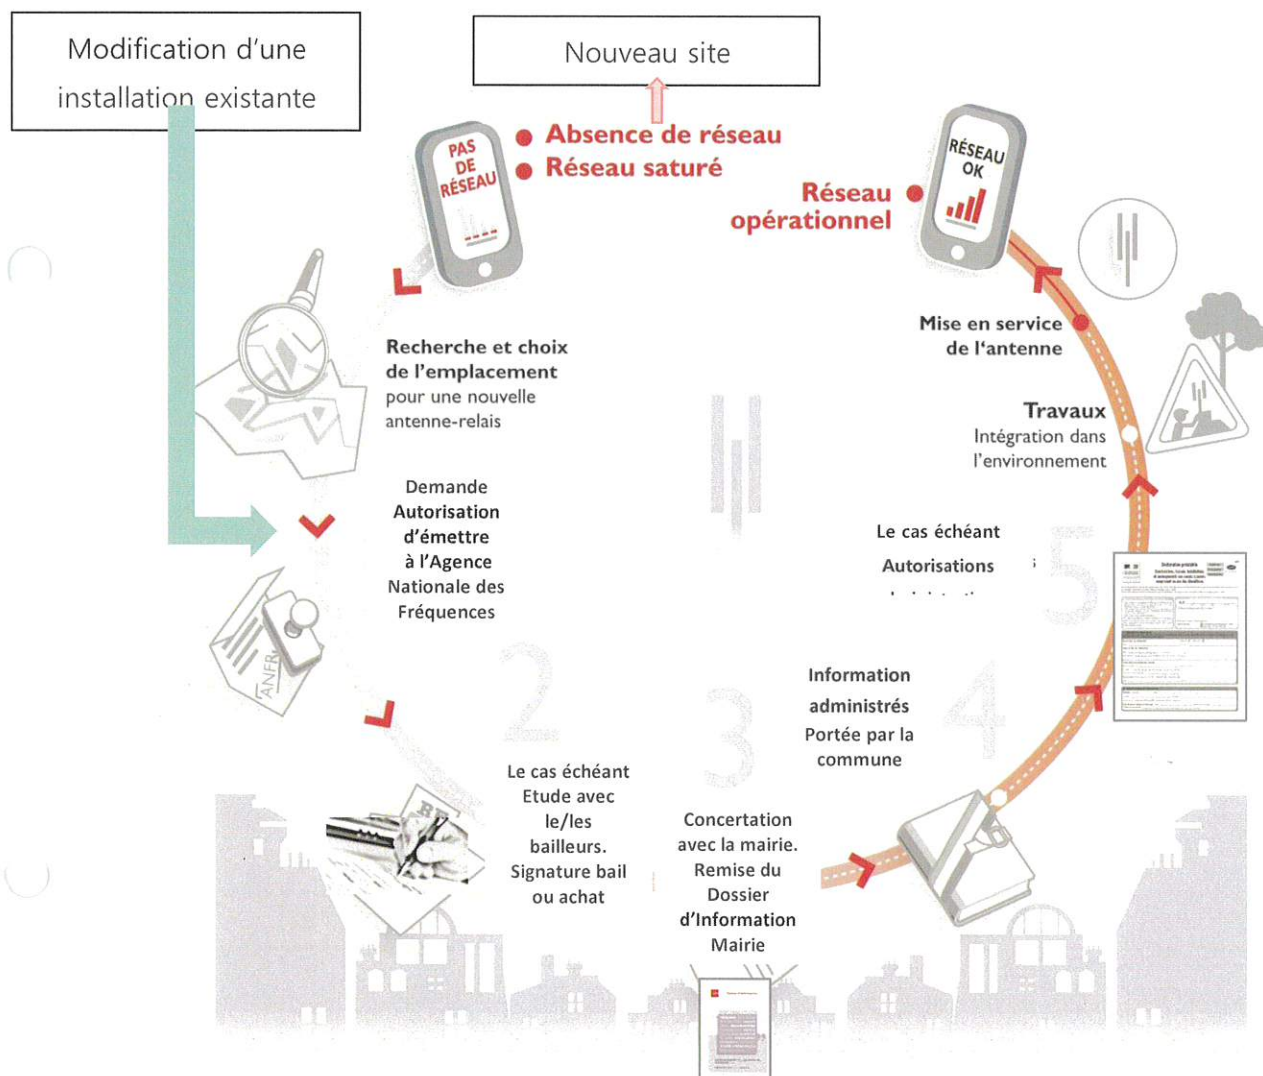 Modification d'une
installation existante
Nouveau site
Absence de réseau
Réseau saturé
PAS
DE
RÉSEAU
RÉSEAU
OK
Réseau
opérationnel
Recherche et choix
de l'emplacement
pour une nouvelle
antenne-relais
Demande
Autorisation
d'émettre
à l'Agence
Nationale des
Fréquences
ANFR
2
Le cas échéant
Etude avec
le/les
bailleurs.
Signature bail
ou achat
3
Concertation
avec la mairie.
Remise du
Dossier
d'Information
Mairie
4
Information
administrés
Portée par la
commune
5
Le cas échéant
Autorisations
Travaux
Intégration dans
l'environnement
Mise en service
de l'antenne